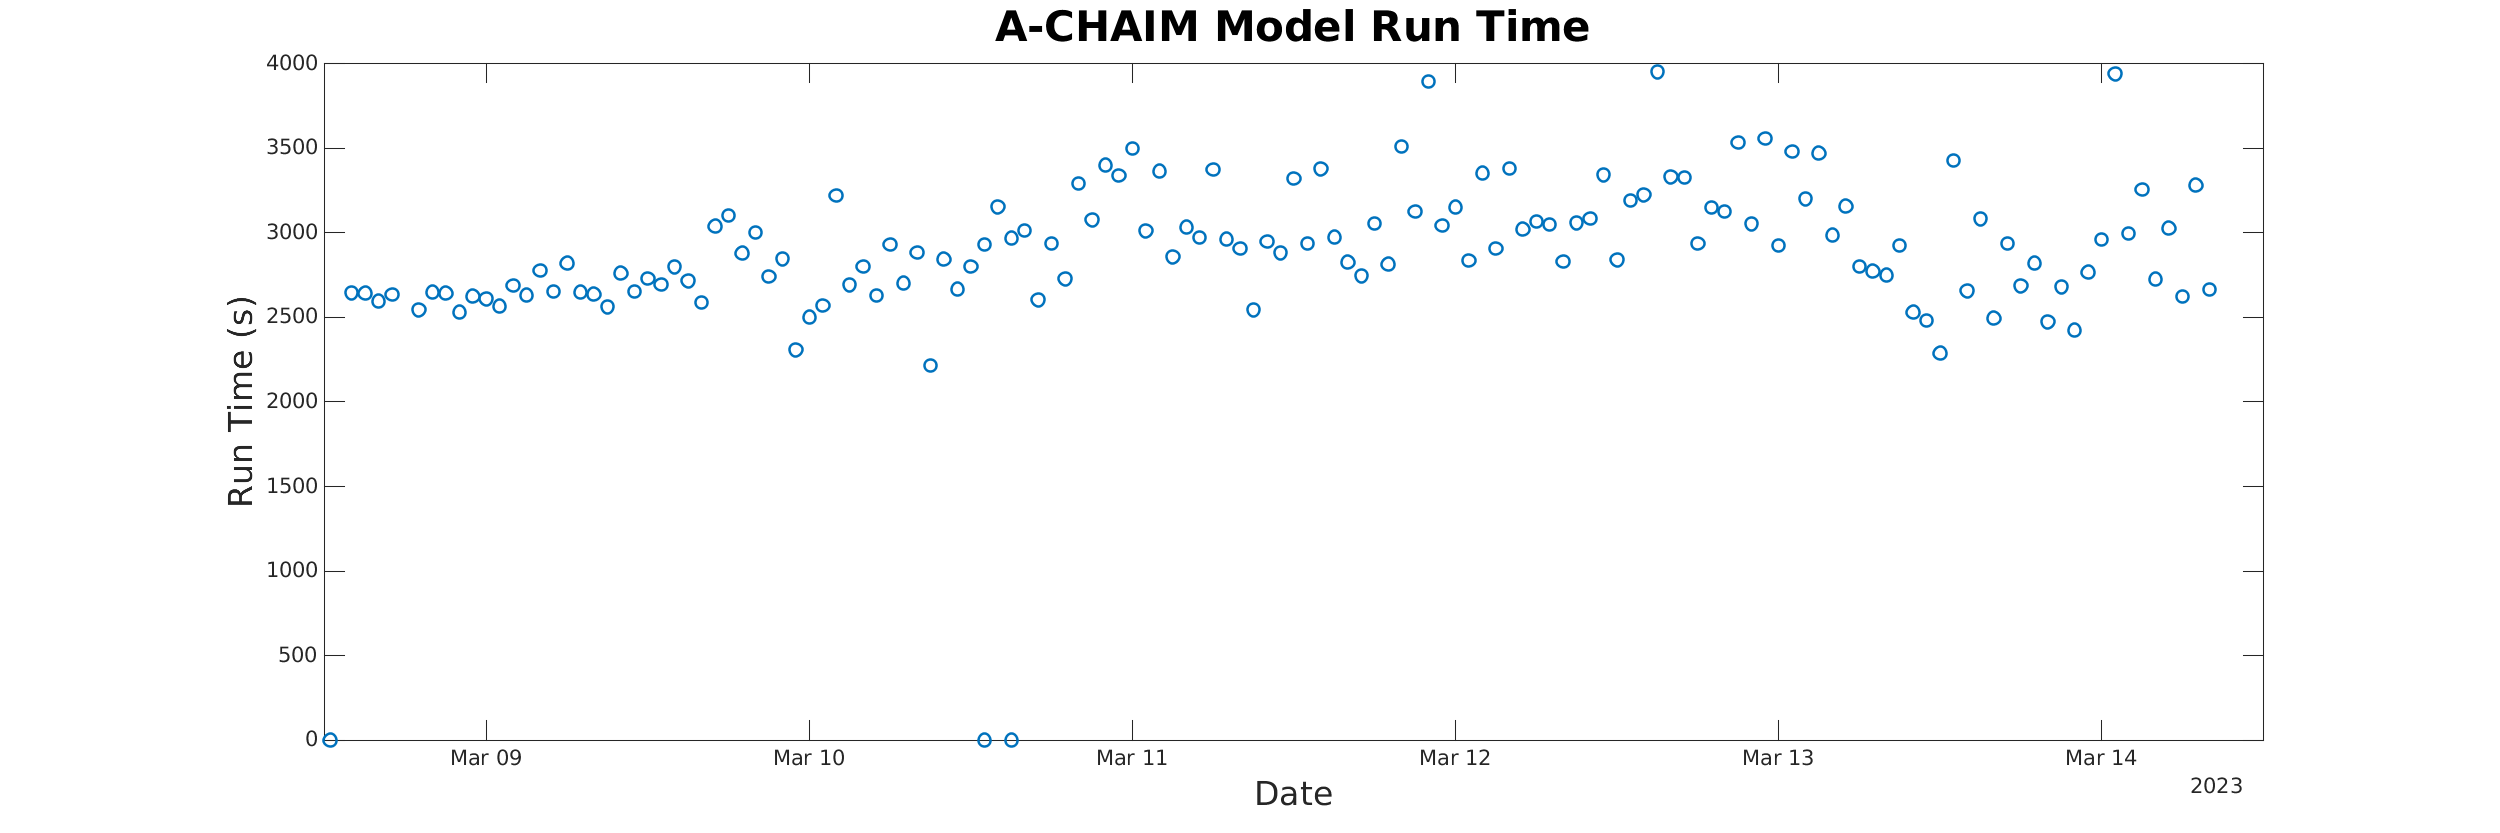 A-CHAIM Model Run Time
4000
3500
3000
2500
2000
1500
1000
500
0
Run Time (s)
Mar 09 Mar 10 Mar 11 Mar 12 Mar 13 Mar 14
2023
Date